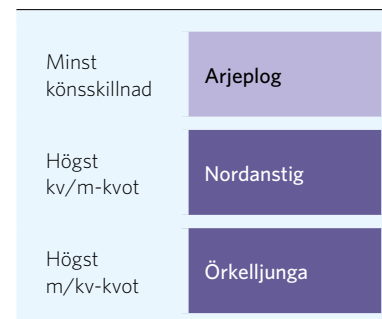 Minst
könsskillnad
Arjeplog
Högst
kv/m-kvot
Nordanstig
Högst
m/kv-kvot
Örkelljunga